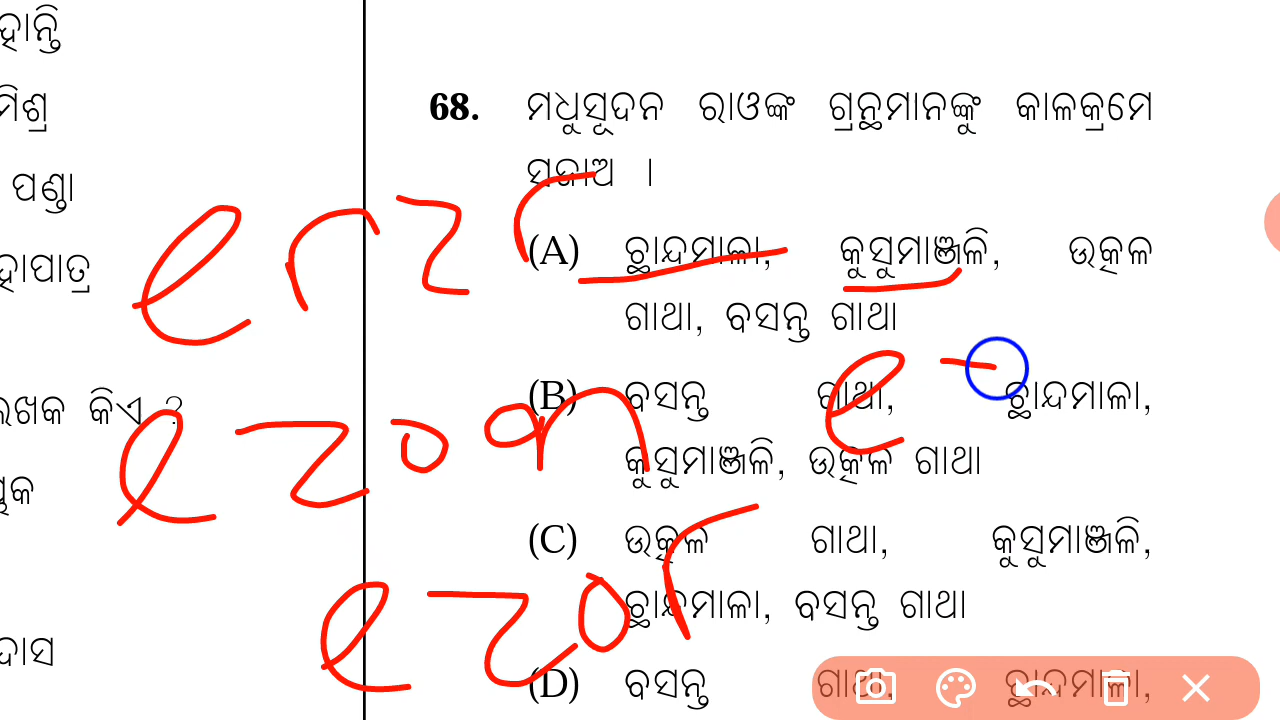 ହାନ୍ତି
ମିଶ୍ର
ପଣ୍ଡା
ହାପାତ୍ର
ଲେଖକ କିଏ ?
ଦାସ
68. ମଧୁସୂଦନ ରାଓଙ୍କ ଗ୍ରନ୍ଥମାନଙ୍କୁ କାଳକ୍ରମେ
ସଜାଅ ।
(A) ଚ୍ଛାନ୍ଦମାଳା, କୁସୁମାଞ୍ଜଳି, ଉତ୍କଳ
ଗାଥା, ବସନ୍ତ ଗାଥା
(B) ବସନ୍ତ ଗାଥା, ଚ୍ଛାନ୍ଦମାଳା,
କୁସୁମାଞ୍ଜଳି, ଉତ୍କଳ ଗାଥା
(C) ଉତ୍କଳ ଗାଥା, କୁସୁମାଞ୍ଜଳି,
ଚ୍ଛାନ୍ଦମାଳା, ବସନ୍ତ ଗାଥା
(D) ବସନ୍ତ ଗାଥା, ଚ୍ଛାନ୍ଦମାଳା,